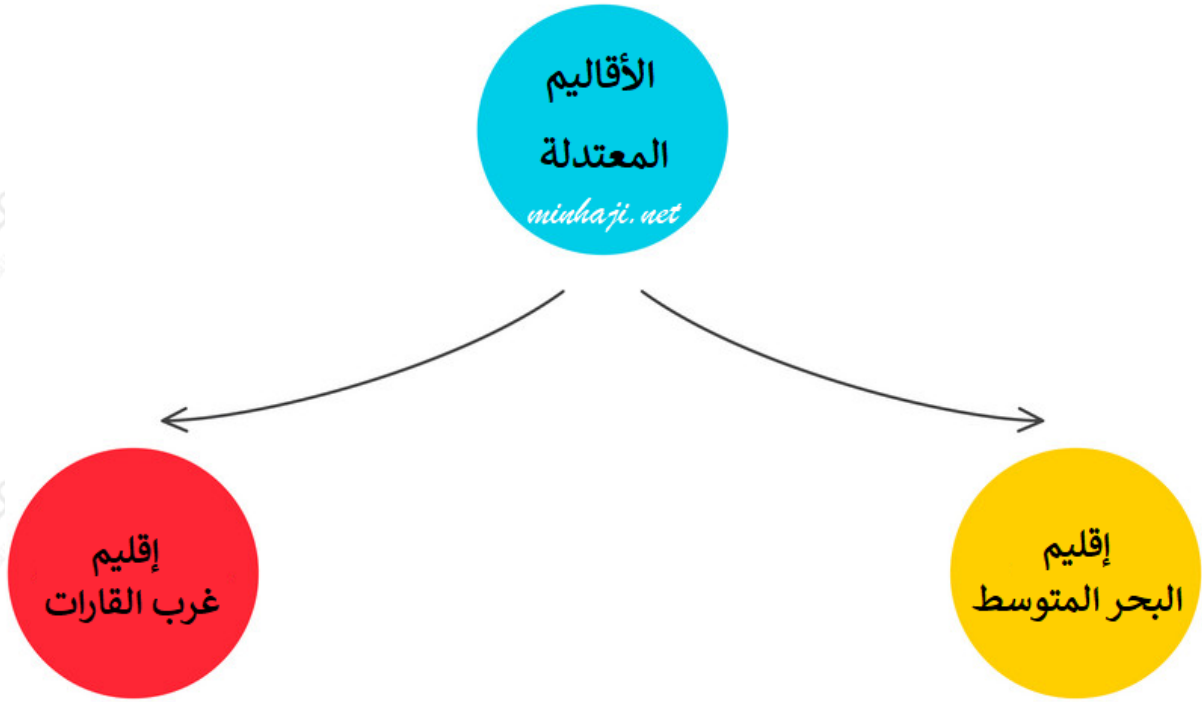 الأقاليم
المعتدلة
minhaji.net
إقليم
البحر المتوسط
إقليم
غرب القارات